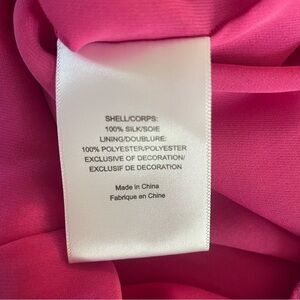 SHELL/CORPS:
100% SILK/SOIE
LINING/DOUBLURE:
100% POLYESTER/POLYESTER
EXCLUSIVE OF DECORATION/
EXCLUSIF DE DECORATION
Made in China
Fabrique en Chine